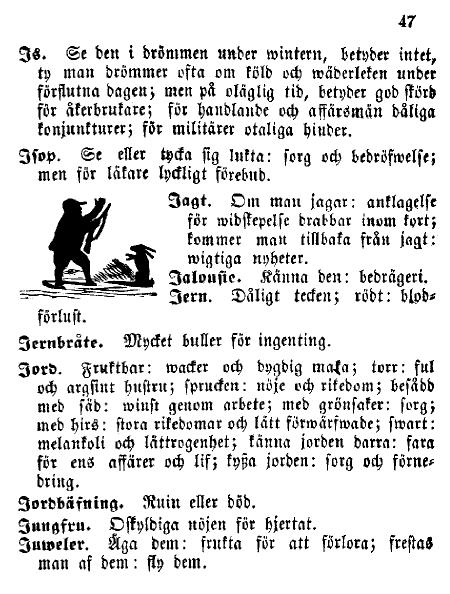 47
Is. Se den i drömmen under wintern, betyder intet,
ty man drömmer ofta om köld och wäderleken under
förflutna dagen; men på oläglig tid, betyder god skörd
för åkerbrukare; för handlande och affärsmän dåliga
konjunkturer; för militärer otaliga hinder.
Isop. Se eller tycka sig lukta: sorg och bedröfwelse;
men för läkare lyckligt förebud.
Jagt. Om man jagar: anklagelse
för widskepelse drabbar inom kort;
kommer man tillbaka från jagt:
wigtiga nyheter.
Jalousie. Känna den: bedrägeri.
Jern. Dåligt tecken; rödt: blod-
förlust.
Jernbråte. Mycket buller för ingenting.
Jord. Fruktbar: wacker och dygdig maka; torr: ful
och argsint hustru; sprucken: nöje och rikedom; besådd
med säd: winst genom arbete; med grönsaker: sorg;
med hirs: stora rikedomar och lätt förwärfwade; swart:
melankoli och lättrogenhet; känna jorden darra: fara
för ens affärer och lif; kyßa jorden: sorg och förne-
dring.
Jordbäfning. Ruin eller död.
Jungfru. Oskyldiga nöjen för hjertat.
Juweler. Äga dem: frukta för att förlora; frestas
man af dem: fly dem.